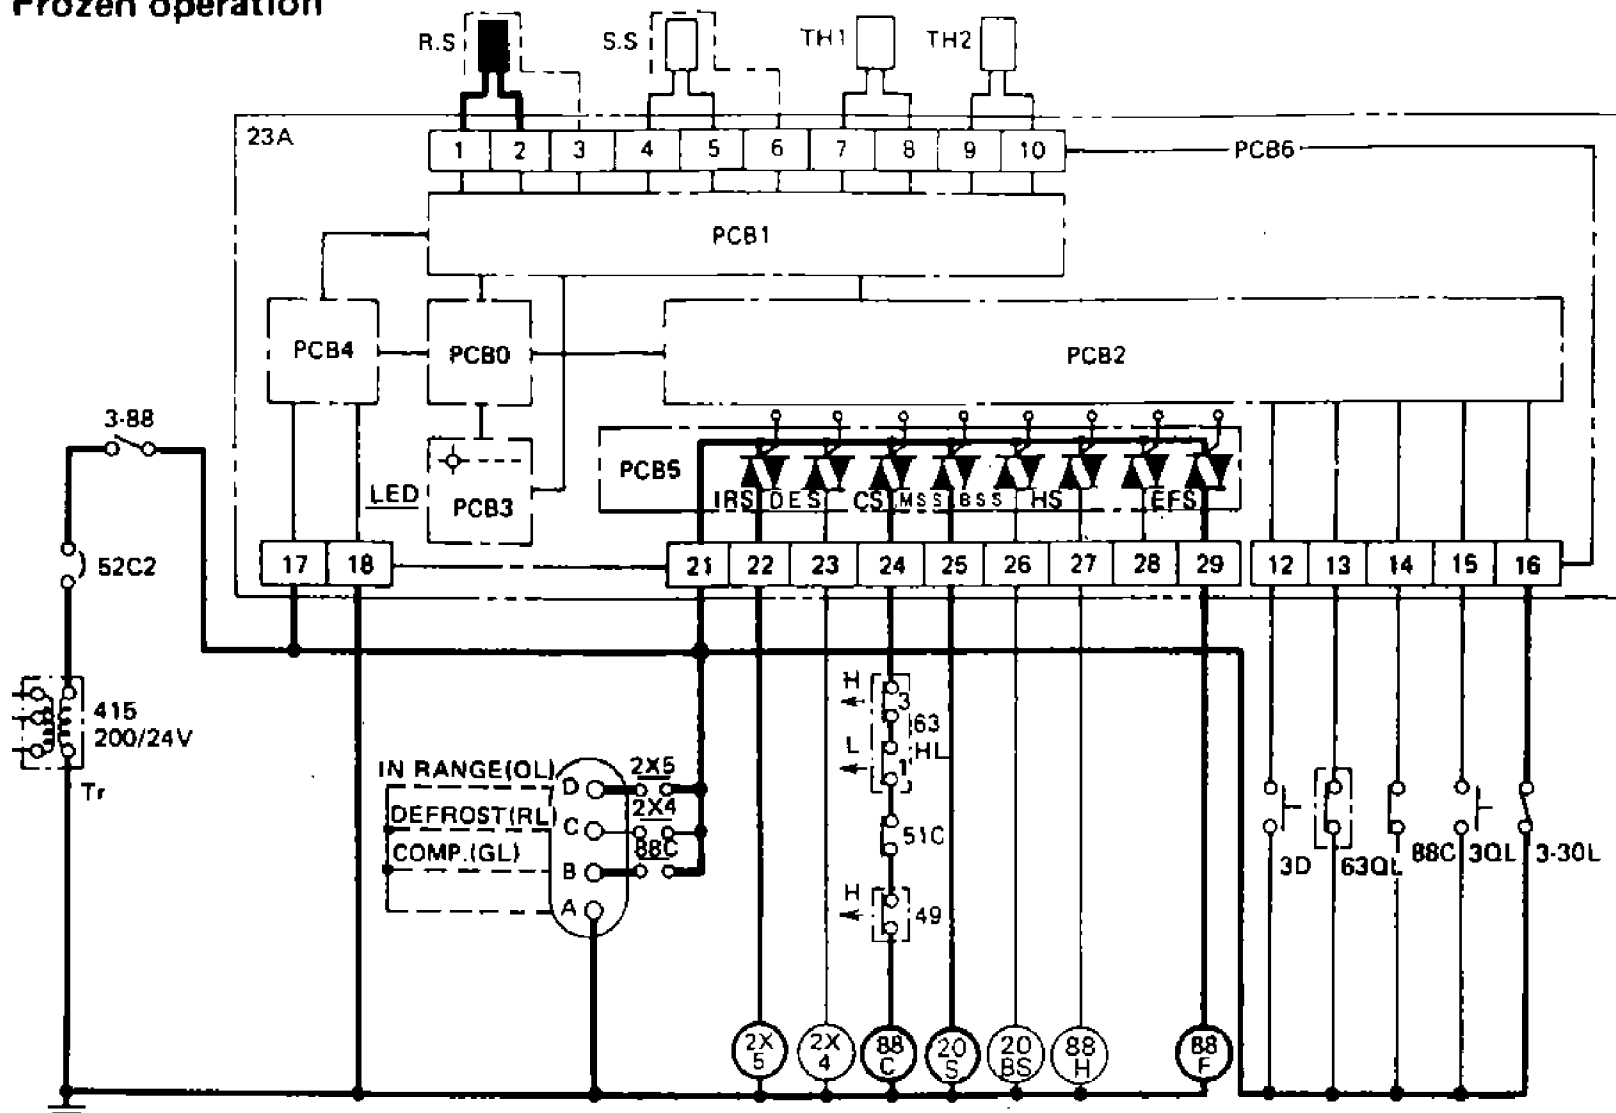 Frozen operation
R.S S.S TH1 TH2
23A
1 2 3 4 5 6 7 8 9 10
PCB6
PCB1
PCB4 PCB0 PCB2
3-88
PCB5
LED PCB3
IRS DES CS MSS BSS HS EFS
52C2
17 18 21 22 23 24 25 26 27 28 29 12 13 14 15 16
415
200/24V
Tr
H
3
63
L HL
1
IN RANGE(OL) D 2X5
DEFROST(RL) C 2X4
COMP.(GL) B 88C
A
51C
H
49
3D 63QL 88C 3QL 3-30L
2X
5
2X
4
88
C
20
S
20
BS
88
H
88
F